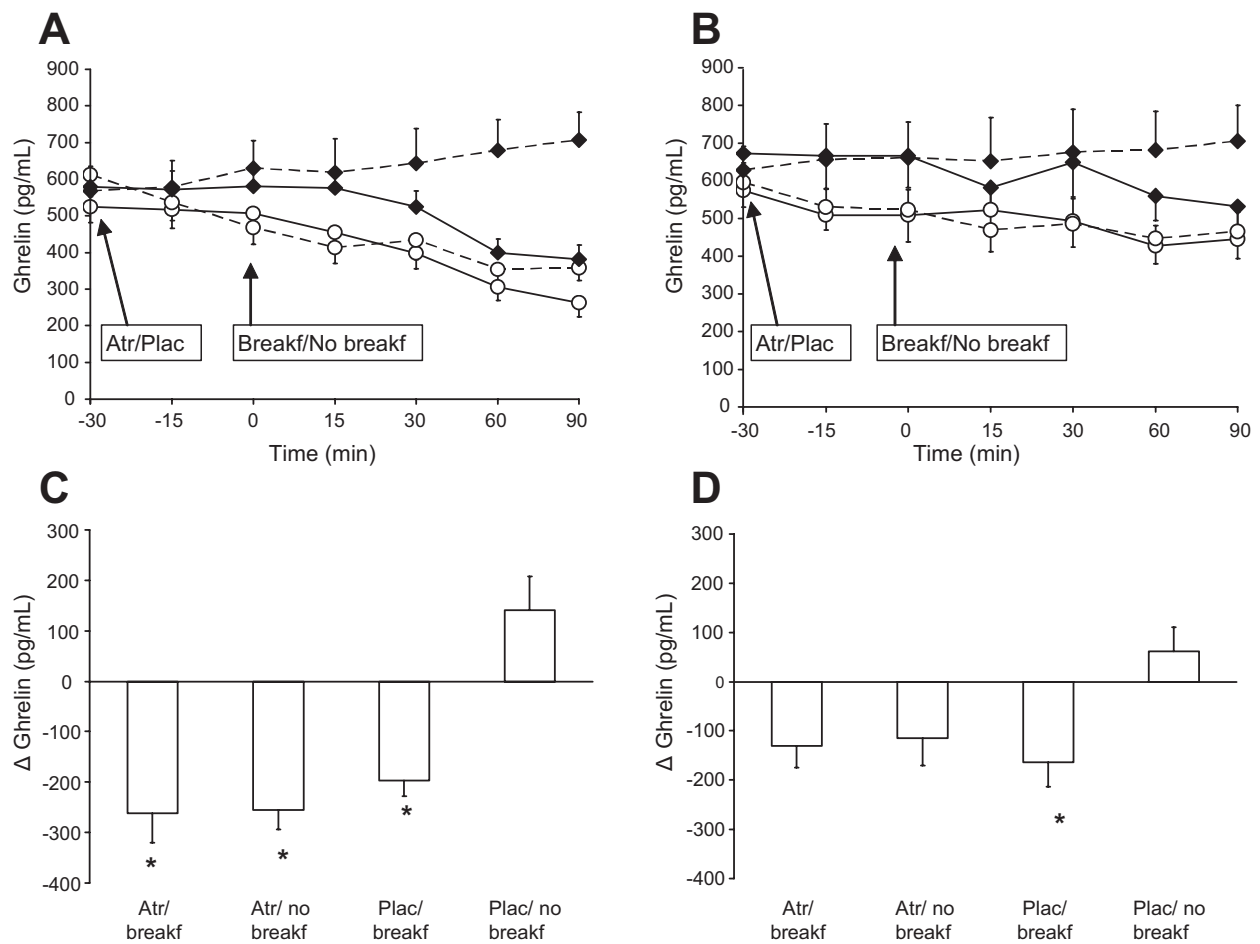 A
900
800
700
600
500
400
300
200
100
0
Ghrelin (pg/mL)
Atr/Plac
Breakf/No breakf
-30
-15
0
15
30
60
90
Time (min)
B
900
800
700
600
500
400
300
200
100
0
Ghrelin (pg/mL)
Atr/Plac
Breakf/No breakf
-30
-15
0
15
30
60
90
Time (min)
C
300
200
100
0
-100
-200
-300
-400
Δ Ghrelin (pg/mL)
*
*
*
Atr/
breakf
Atr/ no
breakf
Plac/
breakf
Plac/ no
breakf
D
300
200
100
0
-100
-200
-300
-400
Δ Ghrelin (pg/mL)
*
Atr/
breakf
Atr/ no
breakf
Plac/
breakf
Plac/ no
breakf